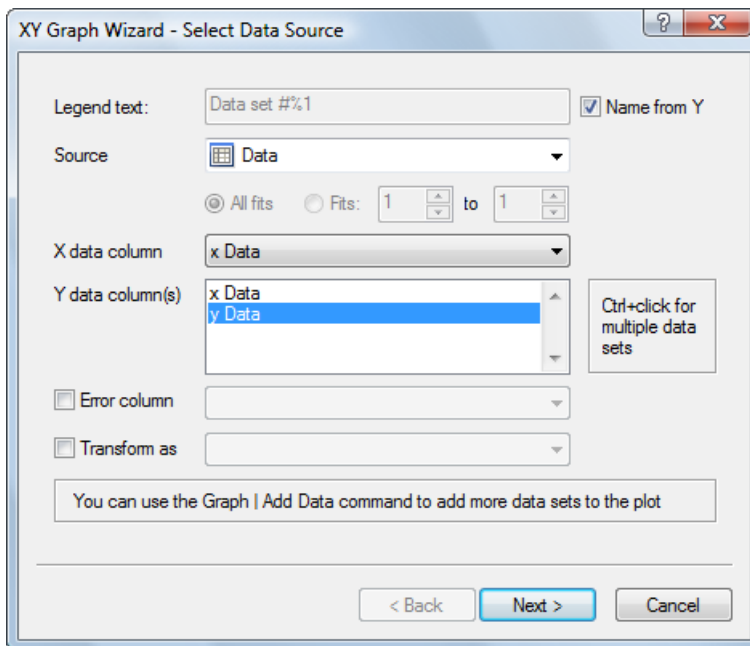 XY Graph Wizard - Select Data Source
Legend text: Data set #%1 Name from Y
Source Data
All fits Fits: 1 to 1
X data column x Data
Y data column(s) x Data
y Data
Ctrl+click for
multiple data
sets
Error column
Transform as
You can use the Graph | Add Data command to add more data sets to the plot
< Back Next > Cancel